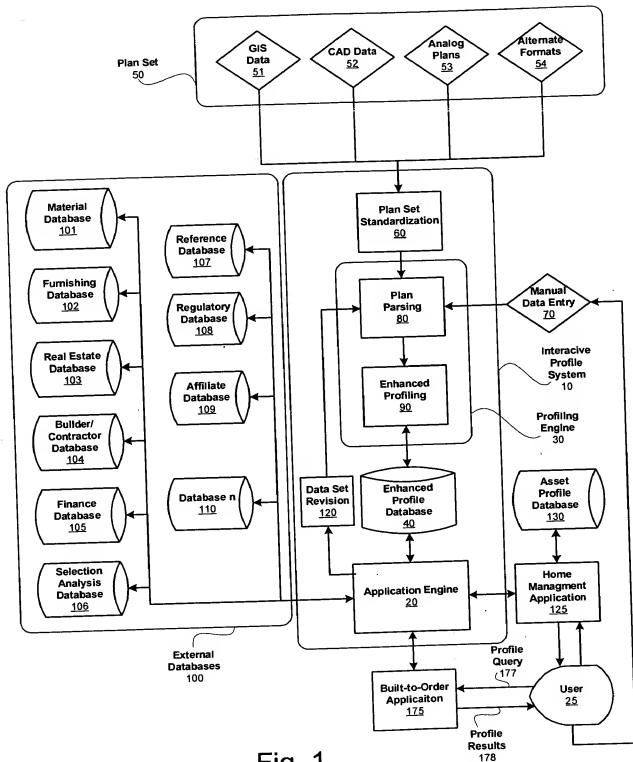 Plan Set
50
GIS
Data
51
CAD Data
52
Analog
Plans
53
Alternate
Formats
54
Material
Database
101
Furnishing
Database
102
Real Estate
Database
103
Builder/
Contractor
Database
104
Finance
Database
105
Selection
Analysis
Database
106
Reference
Database
107
Regulatory
Database
108
Affiliate
Database
109
Database n
110
External
Databases
100
Plan Set
Standardization
60
Plan
Parsing
80
Enhanced
Profiling
90
Data Set
Revision
120
Enhanced
Profile
Database
40
Application Engine
20
Manual
Data Entry
70
Interacive
Profile
System
10
Profiling
Engine
30
Asset
Profile
Database
130
Home
Managment
Application
125
Profile
Query
177
Built-to-Order
Applicaiton
175
User
25
Profile
Results
178
Fig. 1